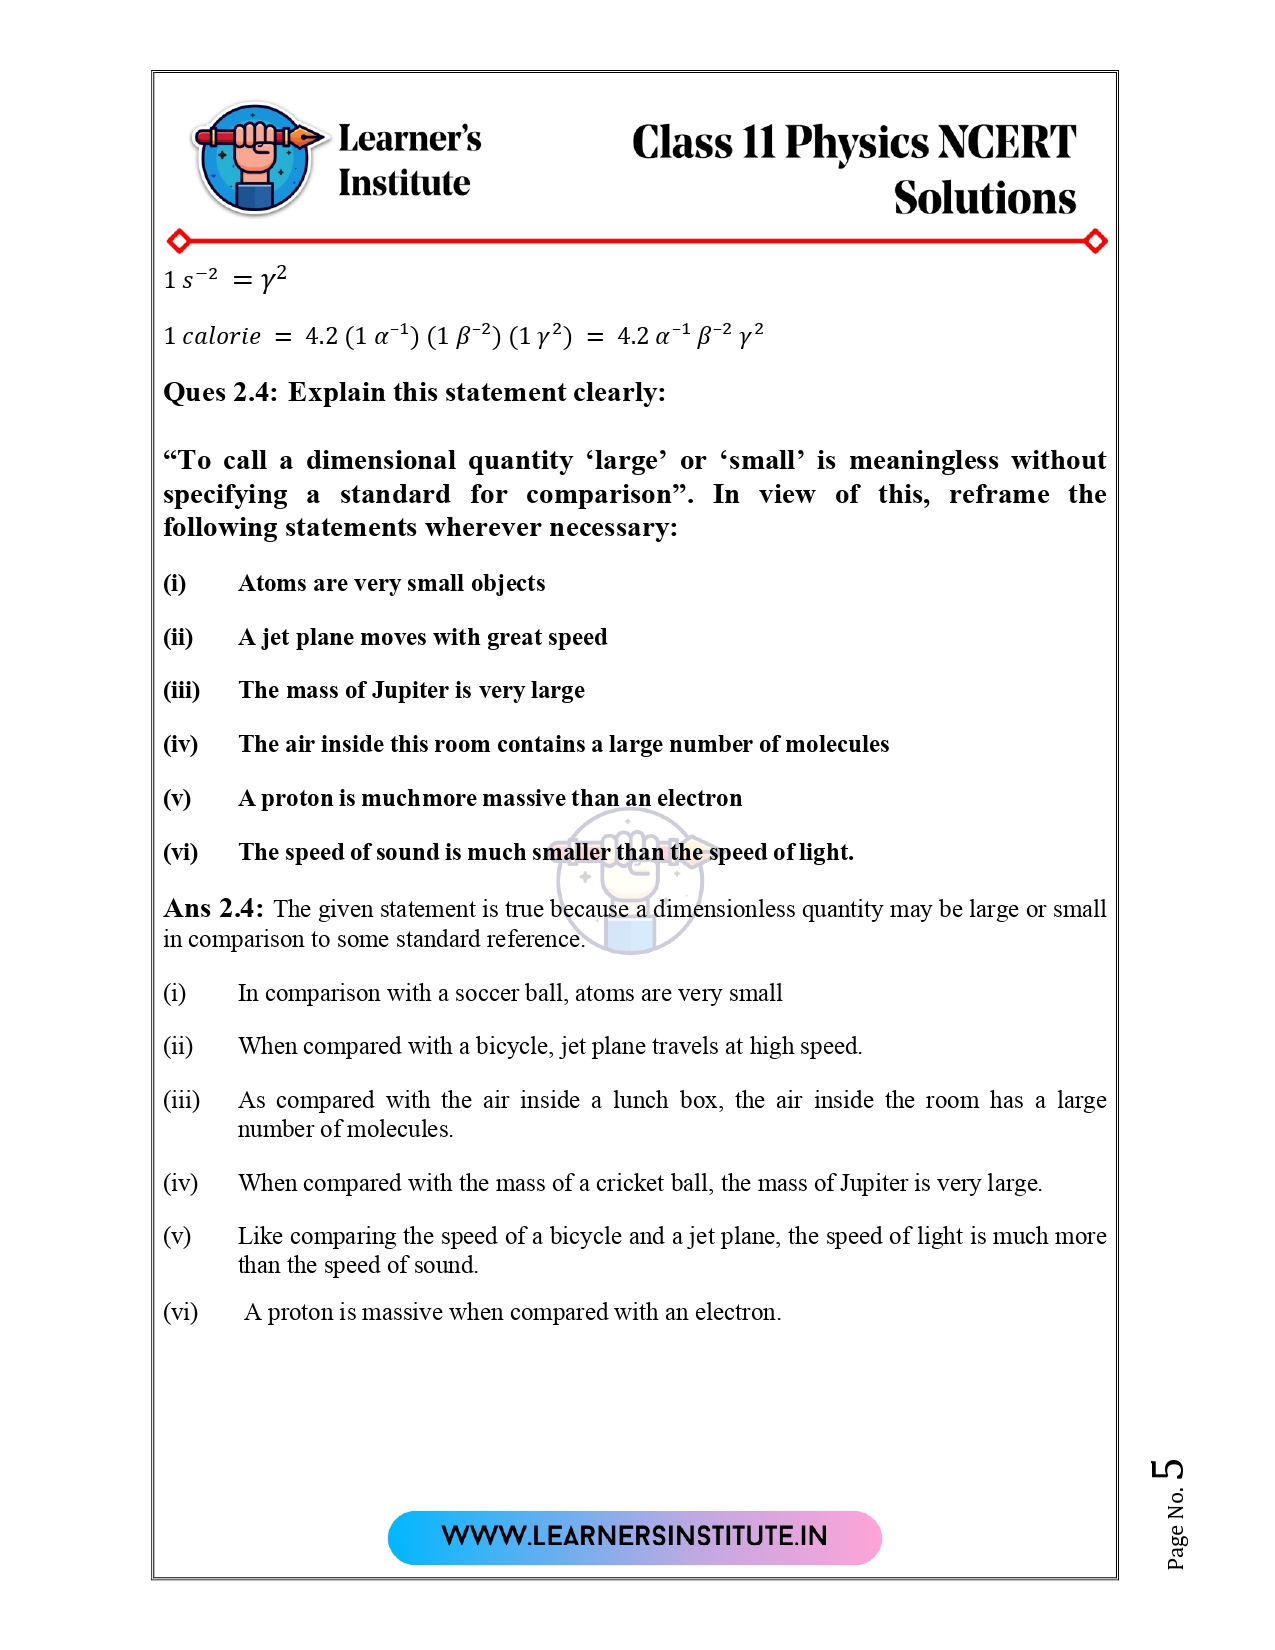 Learner's
Institute
Class 11 Physics NCERT
Solutions
1 s⁻² = γ²
1 calorie = 4.2 (1 α⁻¹) (1 β⁻²) (1 γ²) = 4.2 α⁻¹ β⁻² γ²
Ques 2.4: Explain this statement clearly:
“To call a dimensional quantity ‘large’ or ‘small’ is meaningless without
specifying a standard for comparison”. In view of this, reframe the
following statements wherever necessary:
(i) Atoms are very small objects
(ii) A jet plane moves with great speed
(iii) The mass of Jupiter is very large
(iv) The air inside this room contains a large number of molecules
(v) A proton is muchmore massive than an electron
(vi) The speed of sound is much smaller than the speed of light.
Ans 2.4: The given statement is true because a dimensionless quantity may be large or small
in comparison to some standard reference.
(i) In comparison with a soccer ball, atoms are very small
(ii) When compared with a bicycle, jet plane travels at high speed.
(iii) As compared with the air inside a lunch box, the air inside the room has a large
number of molecules.
(iv) When compared with the mass of a cricket ball, the mass of Jupiter is very large.
(v) Like comparing the speed of a bicycle and a jet plane, the speed of light is much more
than the speed of sound.
(vi) A proton is massive when compared with an electron.
WWW.LEARNERSINSTITUTE.IN
Page No. 5